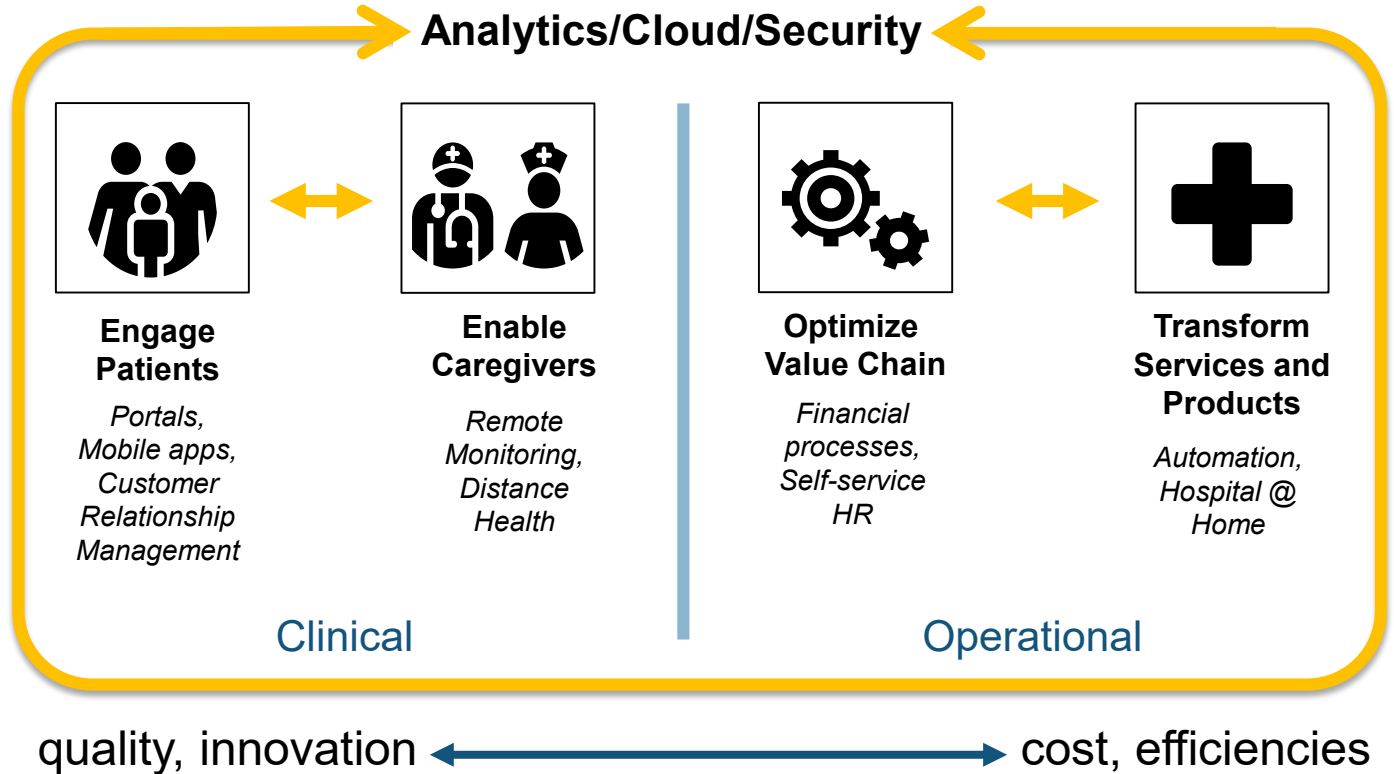 Analytics/Cloud/Security
Engage
Patients
Portals,
Mobile apps,
Customer
Relationship
Management
Enable
Caregivers
Remote
Monitoring,
Distance
Health
Optimize
Value Chain
Financial
processes,
Self-service
HR
Transform
Services and
Products
Automation,
Hospital @
Home
Clinical
Operational
quality, innovation
cost, efficiencies